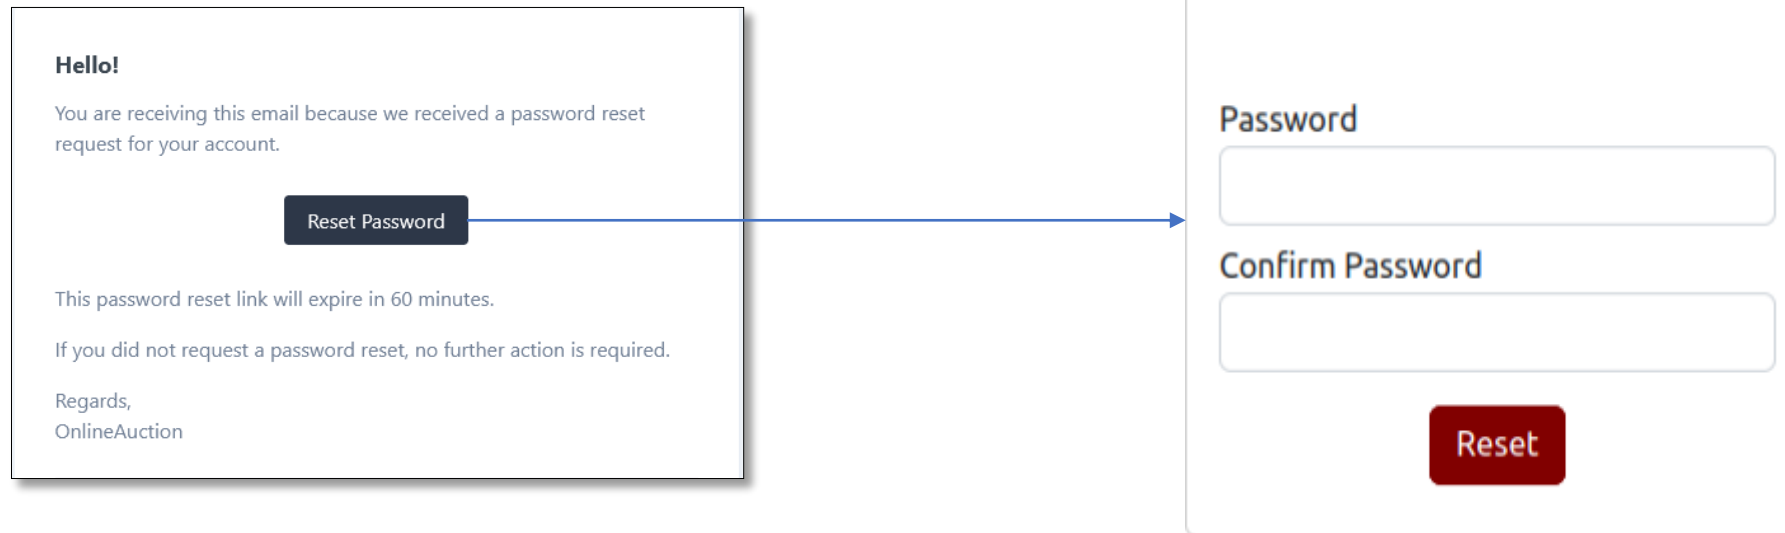 Hello!
You are receiving this email because we received a password reset
request for your account.
Reset Password
This password reset link will expire in 60 minutes.
If you did not request a password reset, no further action is required.
Regards,
OnlineAuction
Password
Confirm Password
Reset